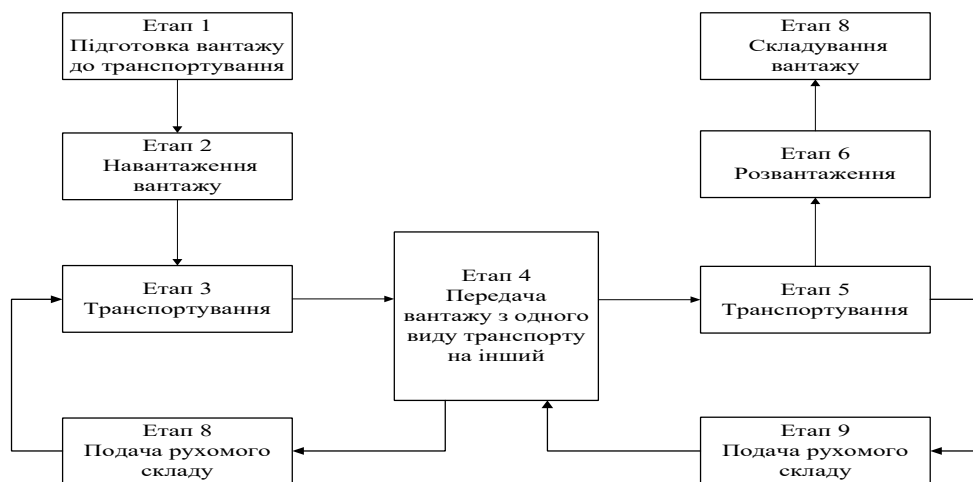 Етап 1
Підготовка вантажу
до транспортування
Етап 2
Навантаження
вантажу
Етап 3
Транспортування
Етап 4
Передача
вантажу з одного
виду транспорту
на інший
Етап 5
Транспортування
Етап 6
Розвантаження
Етап 8
Складування
вантажу
Етап 8
Подача рухомого
складу
Етап 9
Подача рухомого
складу